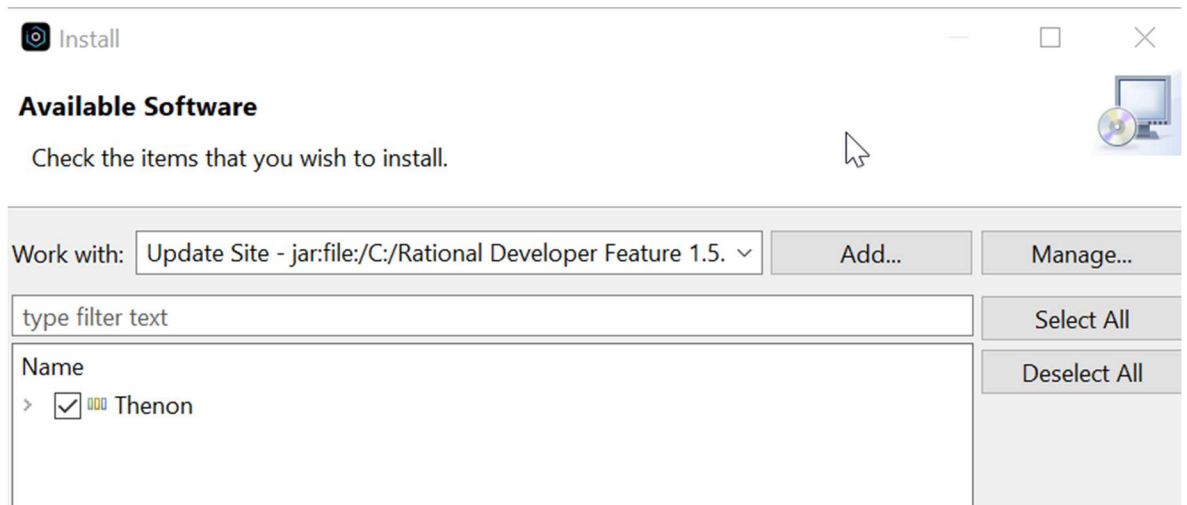 Install
Available Software
Check the items that you wish to install.
Work with: Update Site - jar:file:/C:/Rational Developer Feature 1.5. Add... Manage...
type filter text Select All
Name Deselect All
Thenon